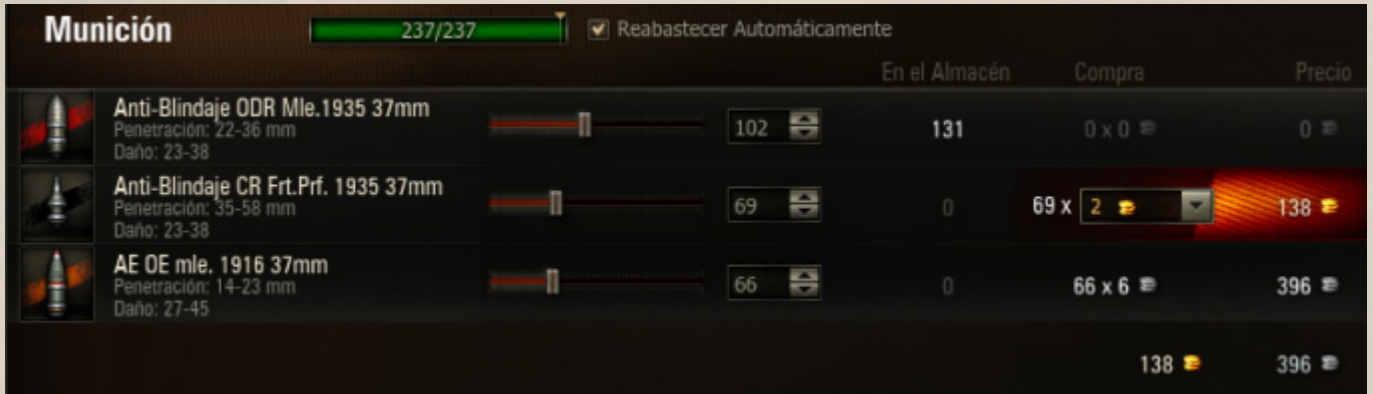 Munición 237/237 Reabastecer Automáticamente
En el Almacén Compra Precio
Anti-Blindaje ODR Mle.1935 37mm
Penetración: 22-36 mm
Daño: 23-38
102 131 0 x 0 0
Anti-Blindaje CR Frt.Prf. 1935 37mm
Penetración: 35-58 mm
Daño: 23-38
69 0 69 x 2 138
AE OE mle. 1916 37mm
Penetración: 14-23 mm
Daño: 27-45
66 0 66 x 6 396
138 396